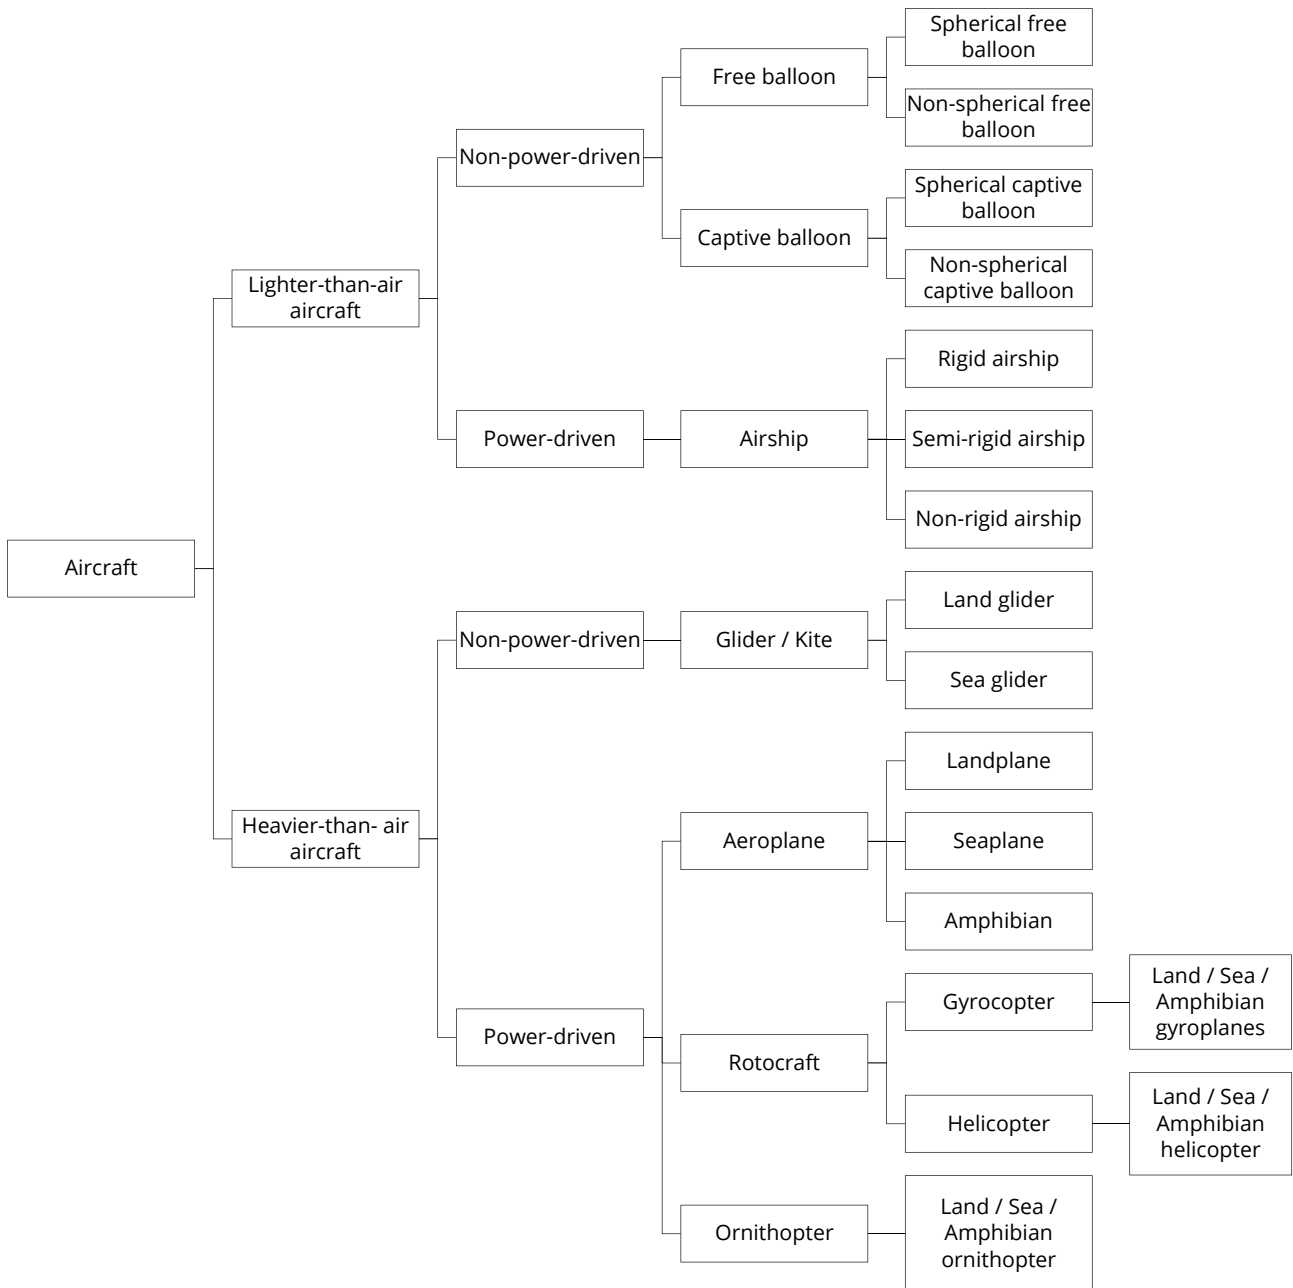 Spherical free
balloon
Free balloon
Non-spherical free
balloon
Non-power-driven
Spherical captive
balloon
Captive balloon
Non-spherical
captive balloon
Lighter-than-air
aircraft
Rigid airship
Power-driven
Airship
Semi-rigid airship
Non-rigid airship
Aircraft
Land glider
Non-power-driven
Glider / Kite
Sea glider
Landplane
Heavier-than- air
aircraft
Aeroplane
Seaplane
Amphibian
Gyrocopter
Land / Sea /
Amphibian
gyroplanes
Power-driven
Rotocraft
Helicopter
Land / Sea /
Amphibian
helicopter
Ornithopter
Land / Sea /
Amphibian
ornithopter